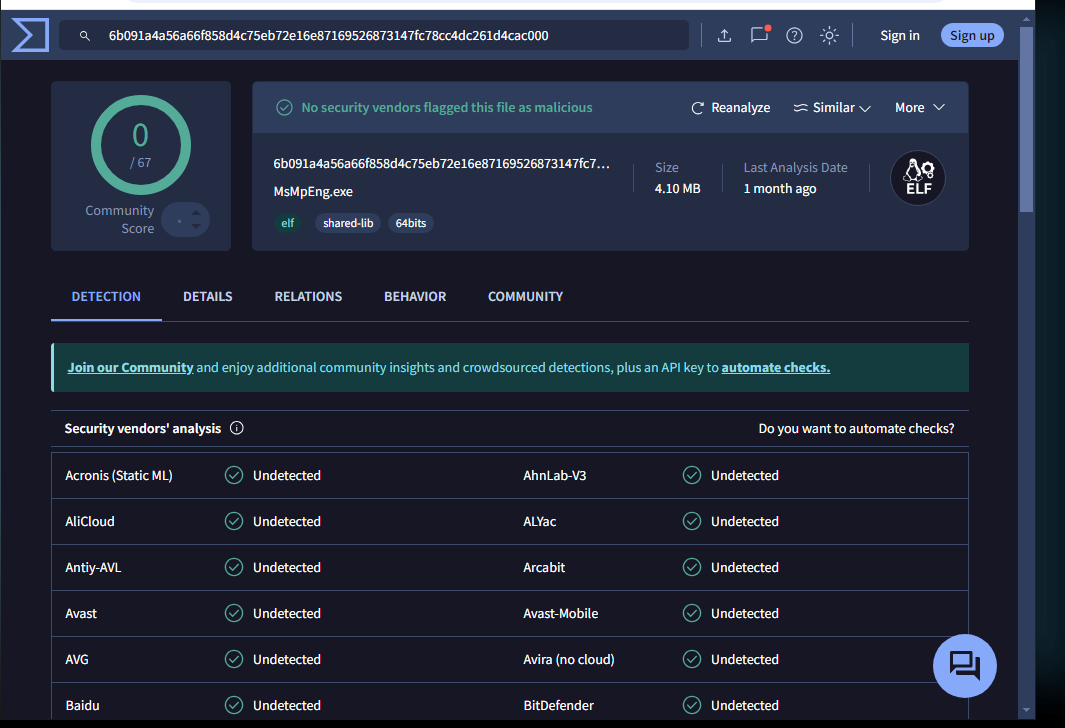 6b091a4a56a66f858d4c75eb72e16e87169526873147fc78cc4dc261d4cac000
Sign in
Sign up
0
/ 67
Community
Score
No security vendors flagged this file as malicious
Reanalyze
Similar
More
6b091a4a56a66f858d4c75eb72e16e87169526873147fc7...
MsMpEng.exe
elf
shared-lib
64bits
Size
4.10 MB
Last Analysis Date
1 month ago
ELF
DETECTION
DETAILS
RELATIONS
BEHAVIOR
COMMUNITY
Join our Community and enjoy additional community insights and crowdsourced detections, plus an API key to automate checks.
Security vendors' analysis
Do you want to automate checks?
Acronis (Static ML) Undetected AhnLab-V3 Undetected
AliCloud Undetected ALYac Undetected
Antiy-AVL Undetected Arcabit Undetected
Avast Undetected Avast-Mobile Undetected
AVG Undetected Avira (no cloud) Undetected
Baidu Undetected BitDefender Undetected